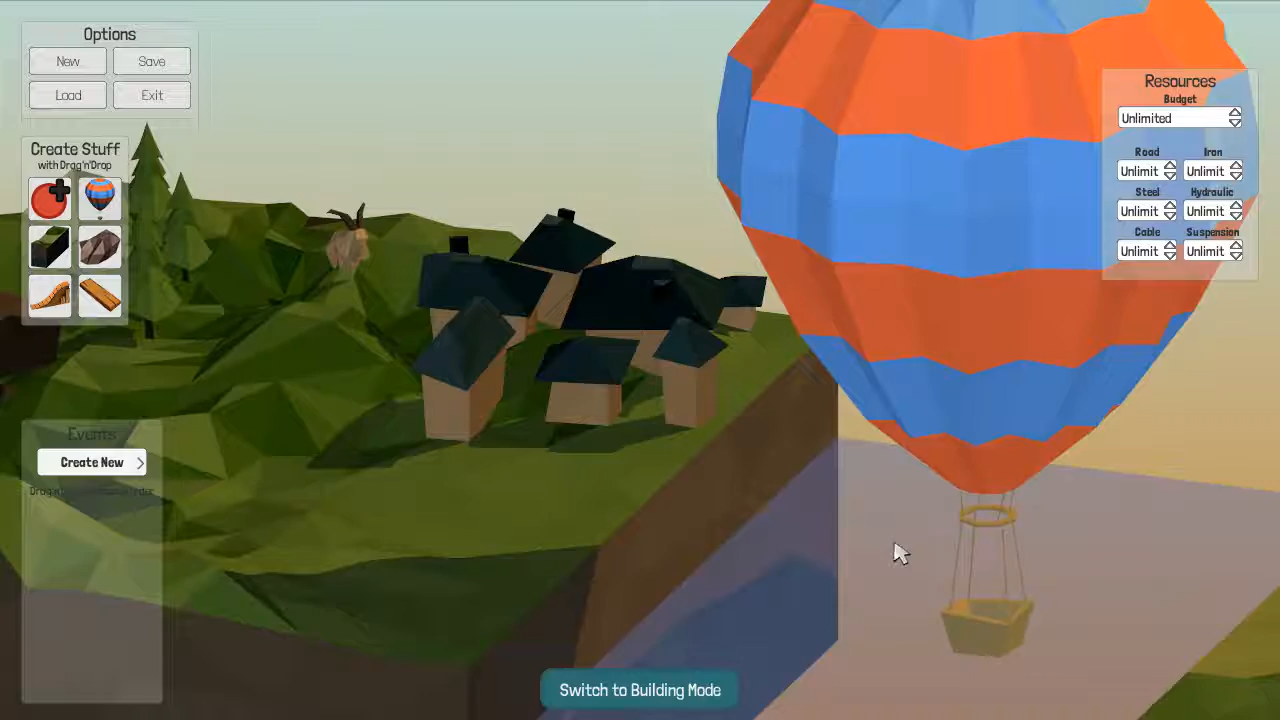 Options
New
Save
Load
Exit
Create Stuff
with Drag'n'Drop
Events
Create New
Resources
Budget
Unlimited
Road
Iron
Unlimit
Unlimit
Steel
Hydraulic
Unlimit
Unlimit
Cable
Suspension
Unlimit
Unlimit
Switch to Building Mode